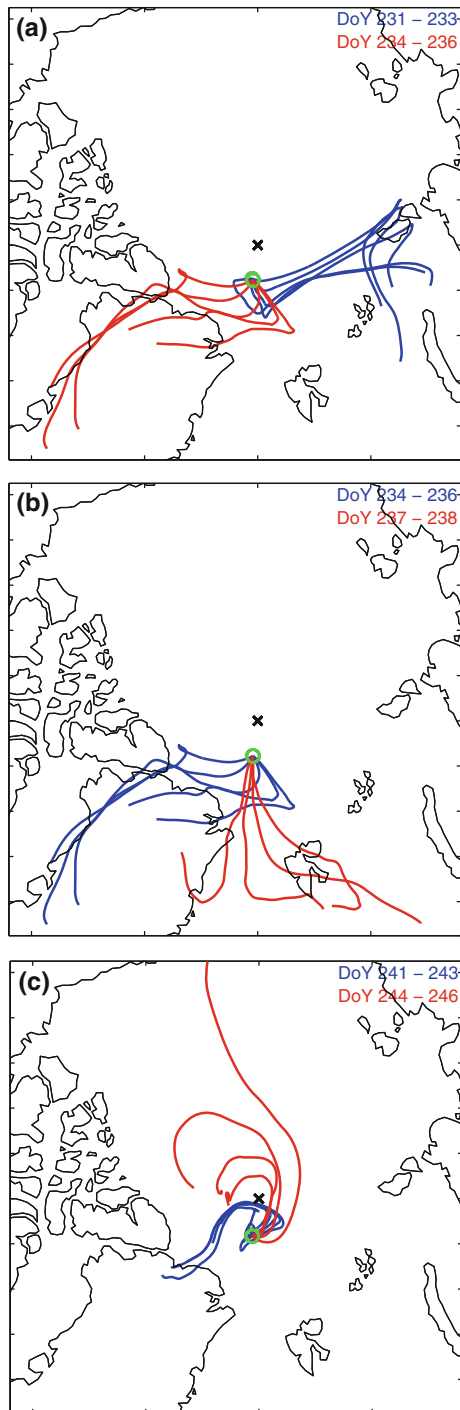 (a)
DoY 231 – 233
DoY 234 – 236
(b)
DoY 234 – 236
DoY 237 – 238
(c)
DoY 241 – 243
DoY 244 – 246